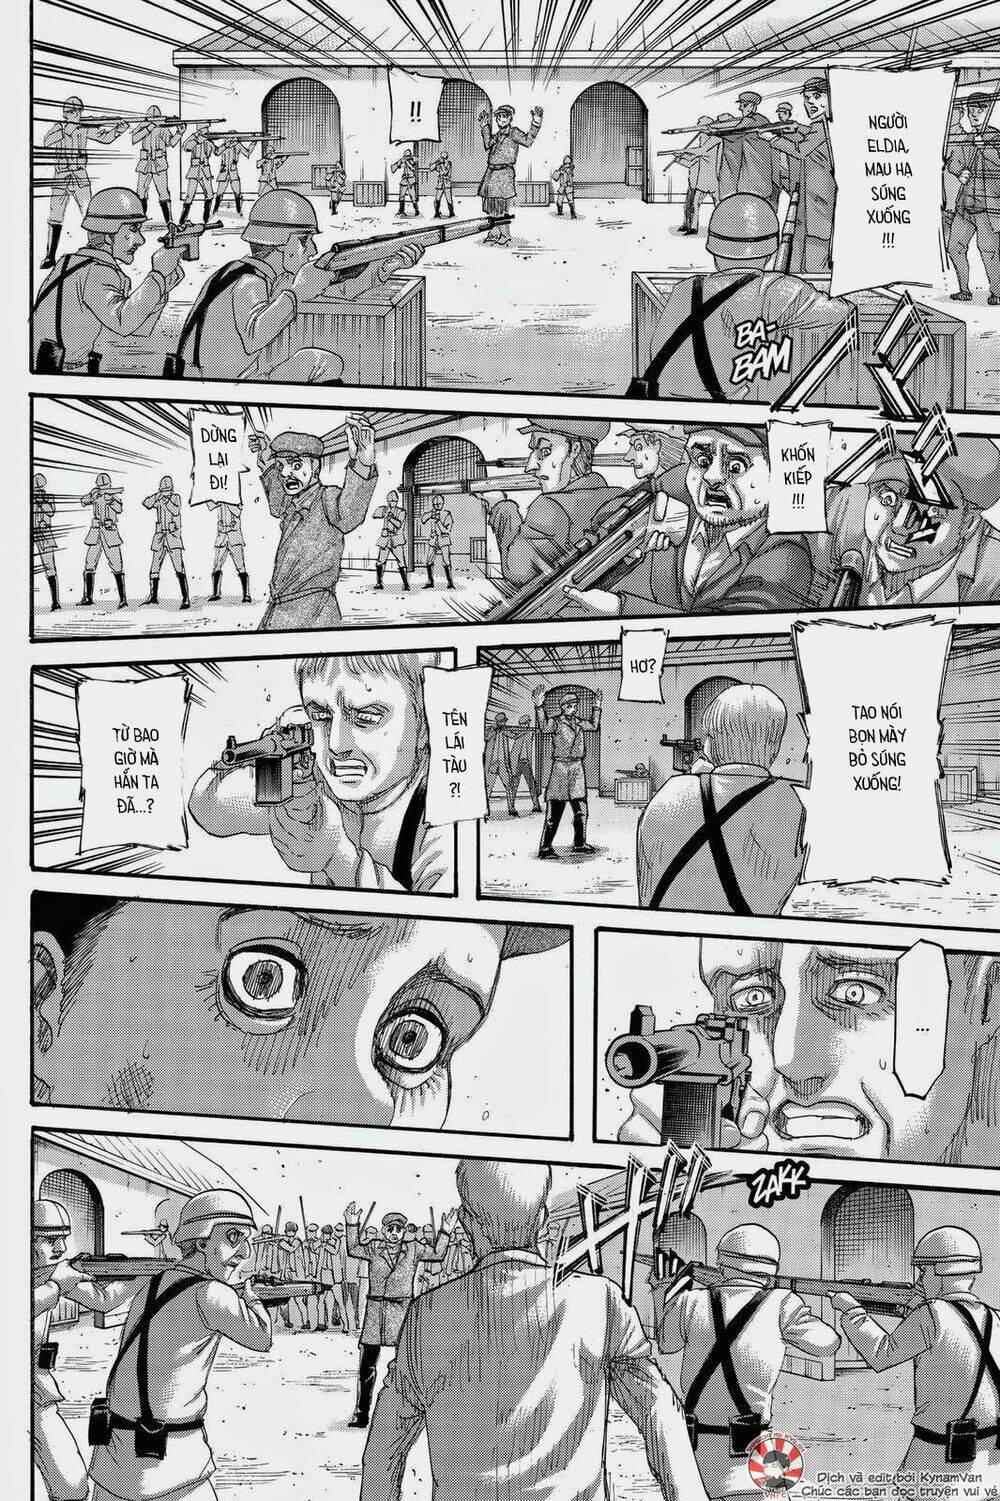 NGƯỜI
ELDIA,
MAU HẠ
SÚNG
XUỐNG
!!!
!!
BA-
BÂM
KHỐN
KIẾP
!!!
DỪNG
LẠI
ĐI!
TAO NÓI
BỌN MÀY
BỎ SÚNG
XUỐNG!
HƠ?
TÊN
LÁI
TÀU
?!
TỪ BAO
GIỜ MÀ
HẮN TA
ĐÃ...?
...
ZAKK
Dịch và edit bởi KynamVan
Chúc các bạn đọc truyện vui vẻ